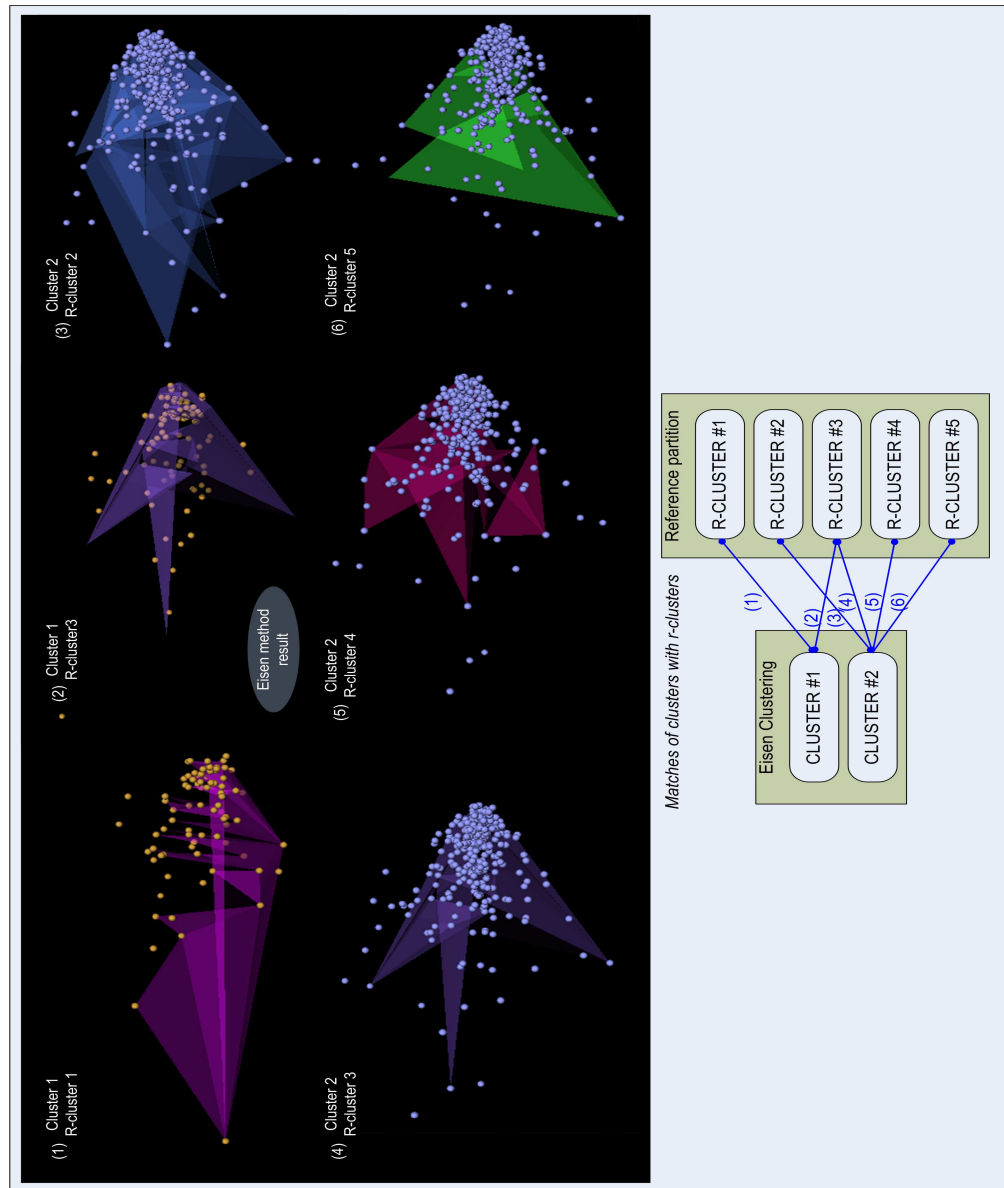 (1) Cluster 1
R-cluster 1
(2) Cluster 1
R-cluster3
(3) Cluster 2
R-cluster 2
Eisen method
result
(4) Cluster 2
R-cluster 3
(5) Cluster 2
R-cluster 4
(6) Cluster 2
R-cluster 5
Matches of clusters with r-clusters
Eisen Clustering
CLUSTER #1
CLUSTER #2
(1)
(2)
(3)
(4)
(5)
(6)
Reference partition
R-CLUSTER #1
R-CLUSTER #2
R-CLUSTER #3
R-CLUSTER #4
R-CLUSTER #5